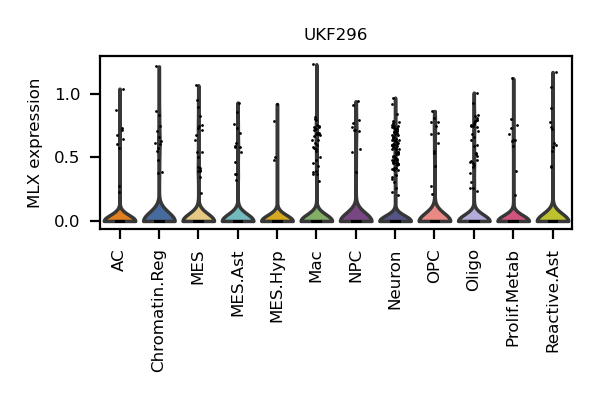 UKF296
MLX expression
1.0
0.5
0.0
AC
Chromatin.Reg
MES
MES.Ast
MES.Hyp
Mac
NPC
Neuron
OPC
Oligo
Prolif.Metab
Reactive.Ast